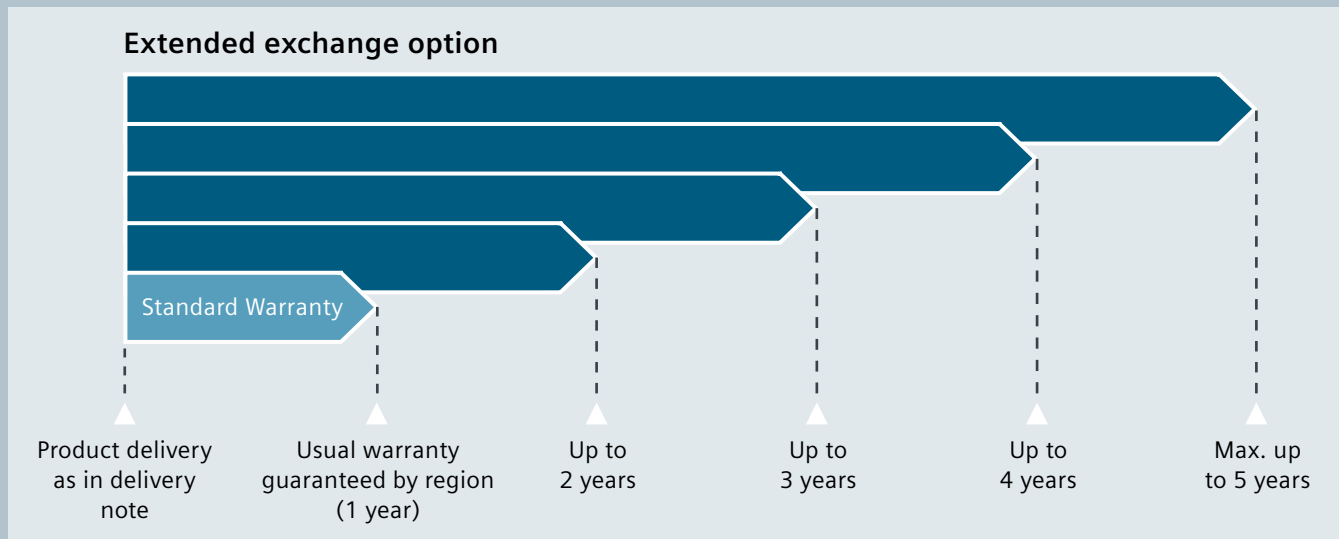 Extended exchange option
Standard Warranty
Product delivery
as in delivery
note
Usual warranty
guaranteed by region
(1 year)
Up to
2 years
Up to
3 years
Up to
4 years
Max. up
to 5 years